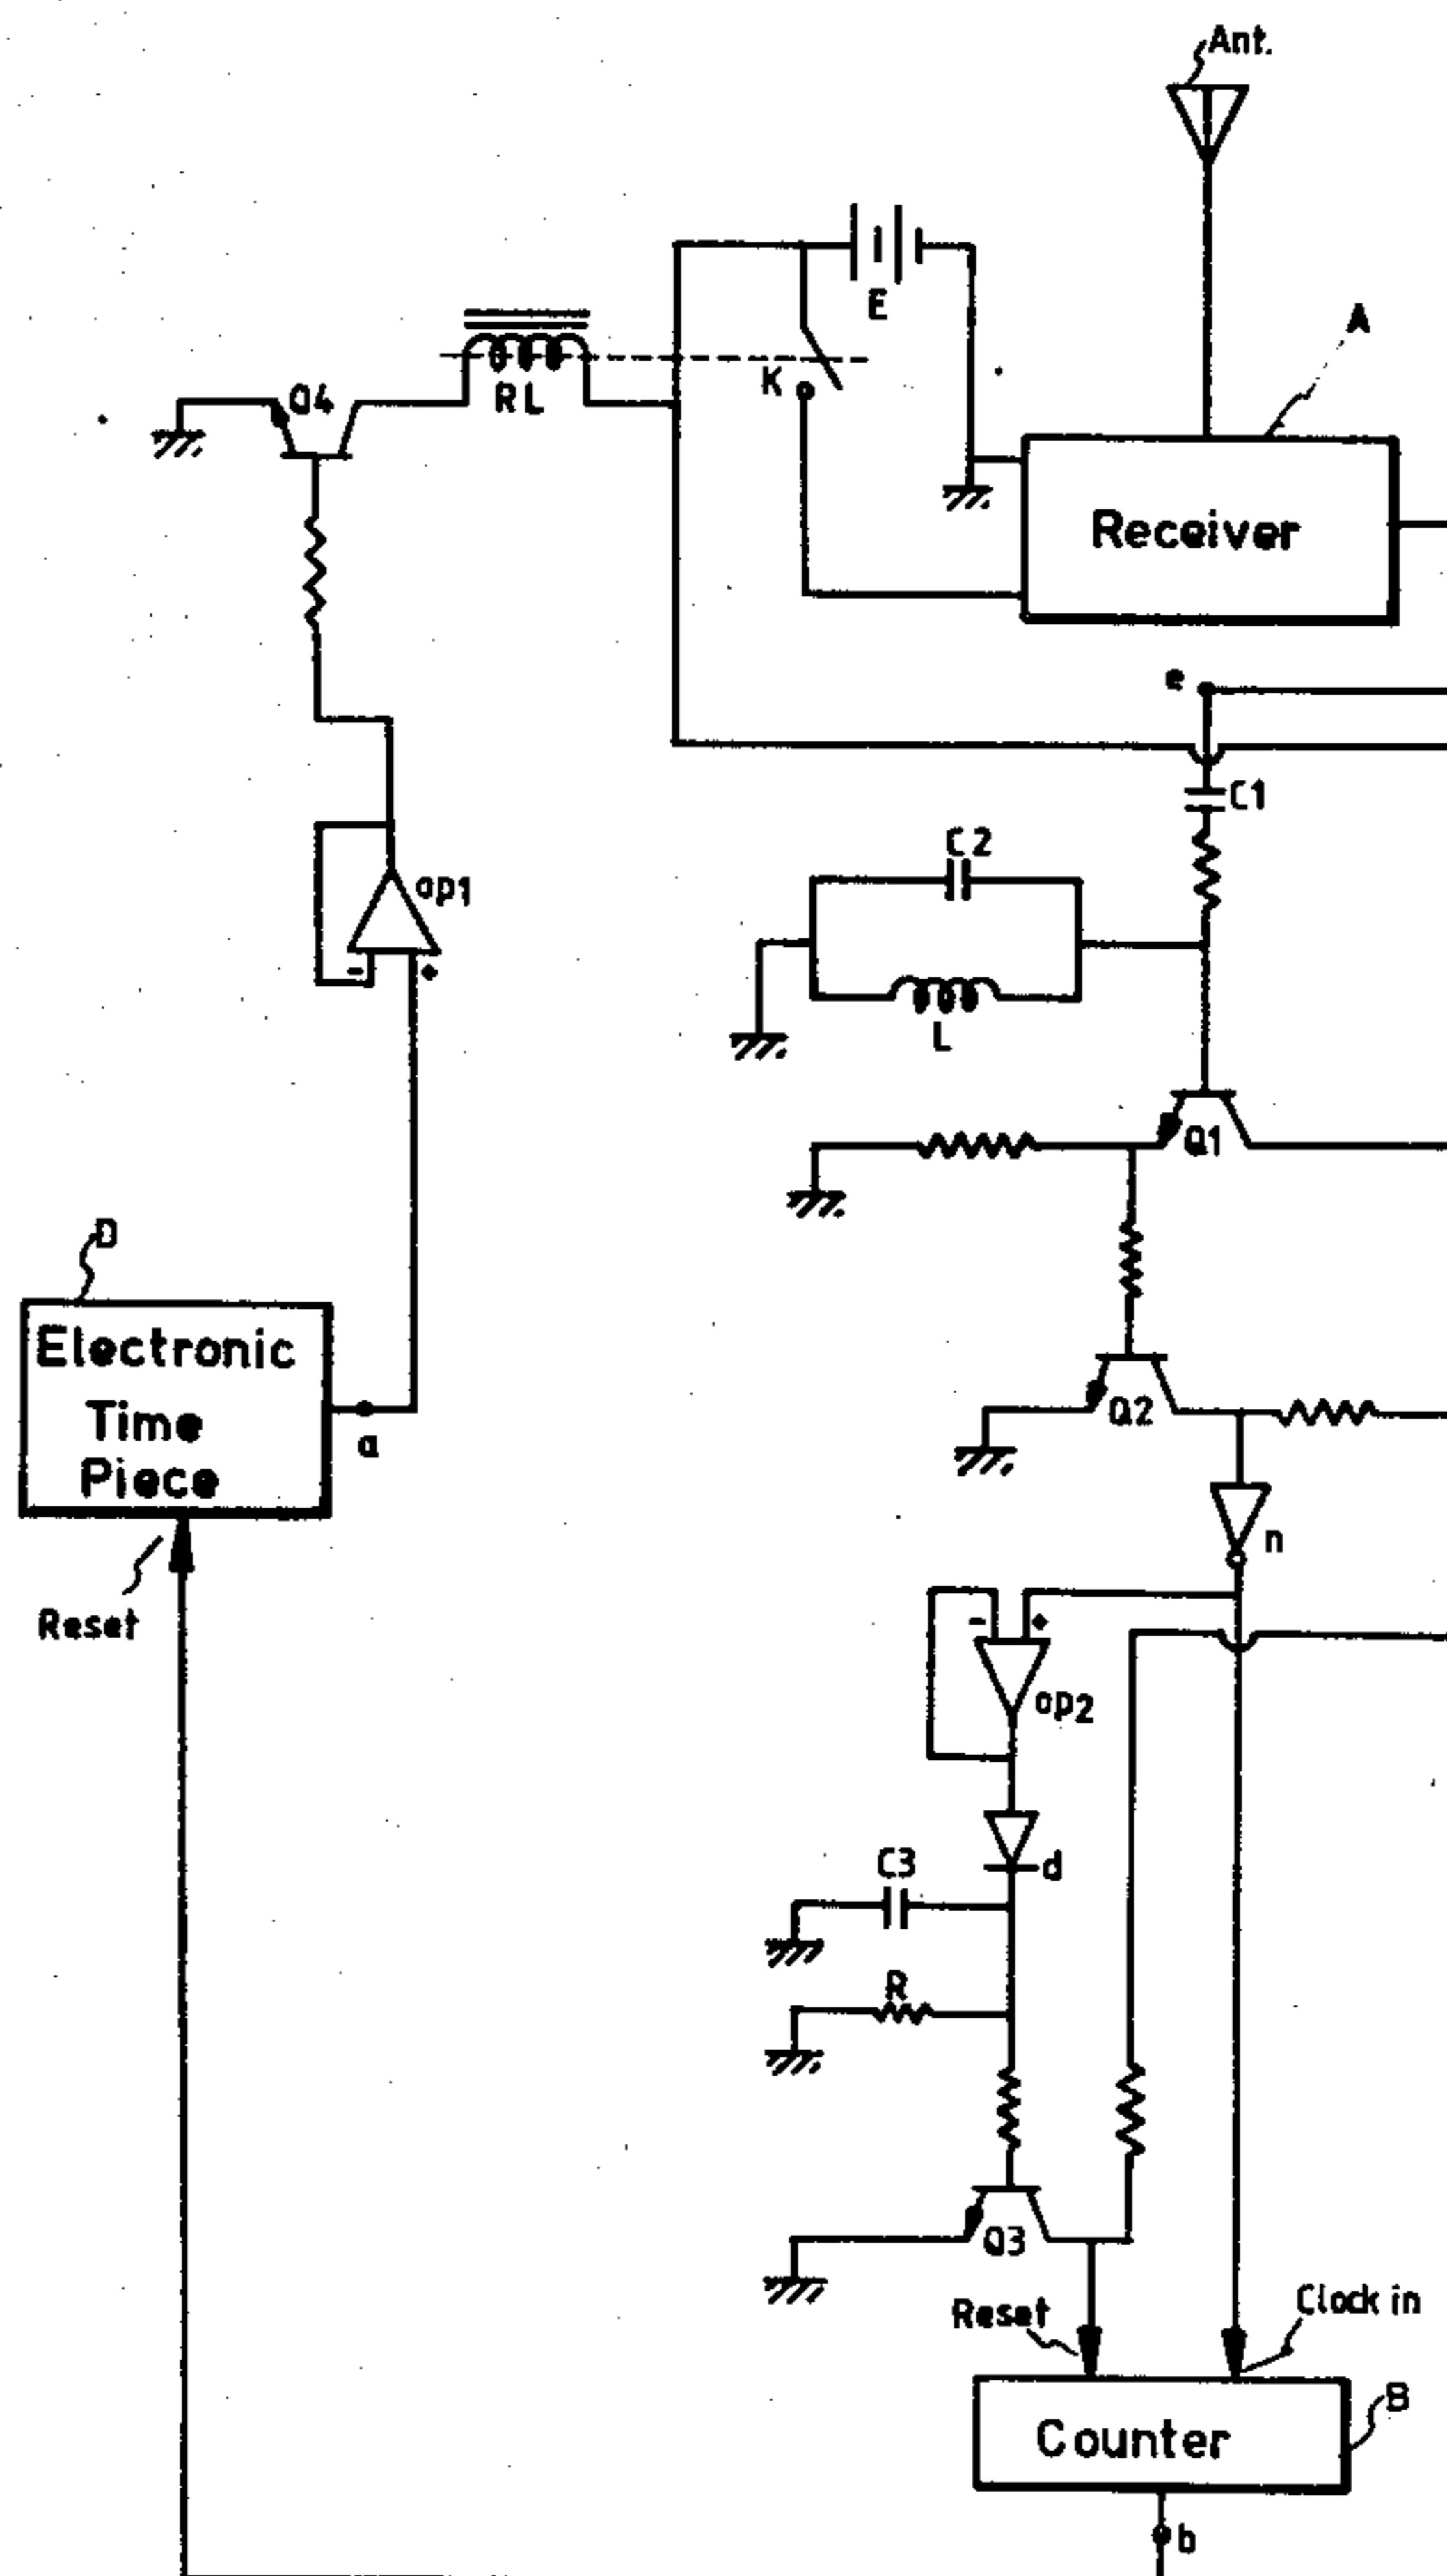 Ant.
E
A
K
Q4
RL
Receiver
e
C1
C2
op1
- +
L
Q1
D
Electronic
Time
Piece
a
Q2
n
Reset
- +
op2
d
C3
R
Q3
Reset
Clock in
B
Counter
b